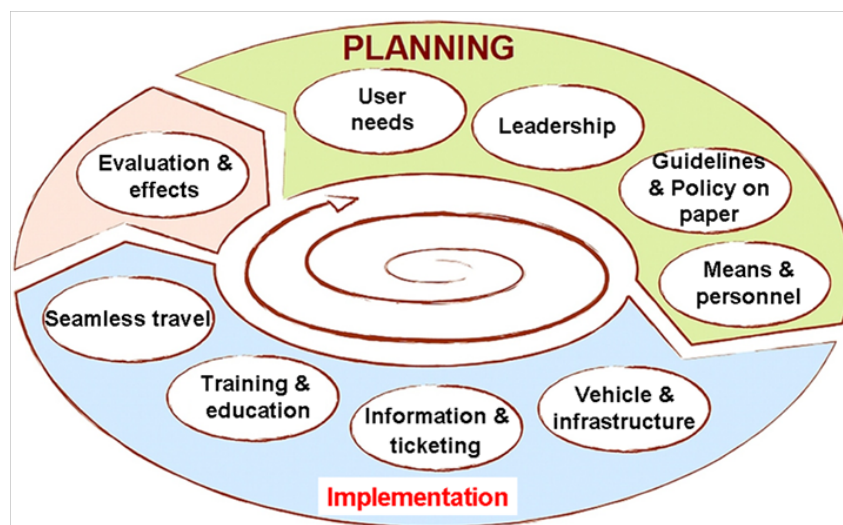 PLANNING
User
needs
Leadership
Guidelines
& Policy on
paper
Means &
personnel
Vehicle &
infrastructure
Information &
ticketing
Training &
education
Seamless travel
Evaluation &
effects
Implementation